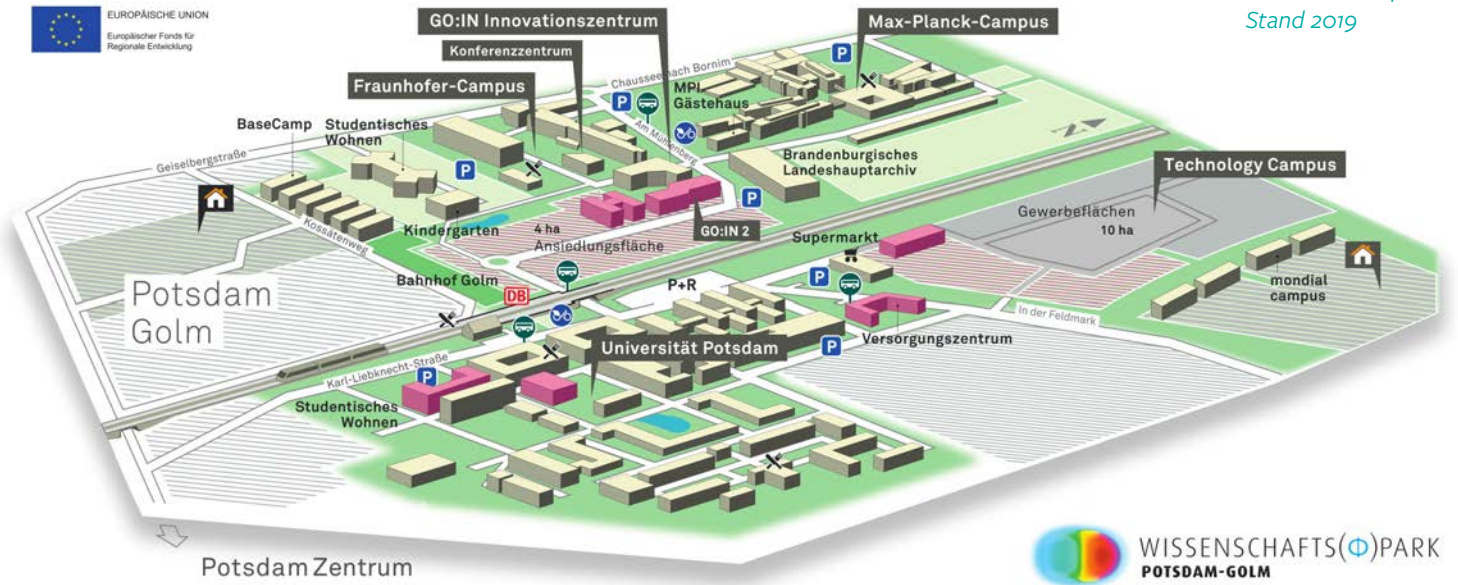 EUROPÄISCHE UNION
Europäischer Fonds für
Regionale Entwicklung
Stand 2019
GO:IN Innovationszentrum
Max-Planck-Campus
Konferenzzentrum
Fraunhofer-Campus
Chaussee nach Bornim
P
P
MPI
Gästehaus
Am Mühlenberg
BaseCamp
Studentisches
Wohnen
Geiselbergstraße
P
Brandenburgisches
Landeshauptarchiv
N
Technology Campus
Kossätenweg
Kindergarten
P
4 ha
Ansiedlungsfläche
GO:IN 2
Gewerbeflächen
10 ha
Supermarkt
Bahnhof Golm
DB
P+R
P
mondial
campus
Potsdam
Golm
In der Feldmark
Versorgungszentrum
P
Universität Potsdam
Karl-Liebknecht-Straße
P
Studentisches
Wohnen
Potsdam Zentrum
WISSENSCHAFTS(Φ)PARK
POTSDAM-GOLM